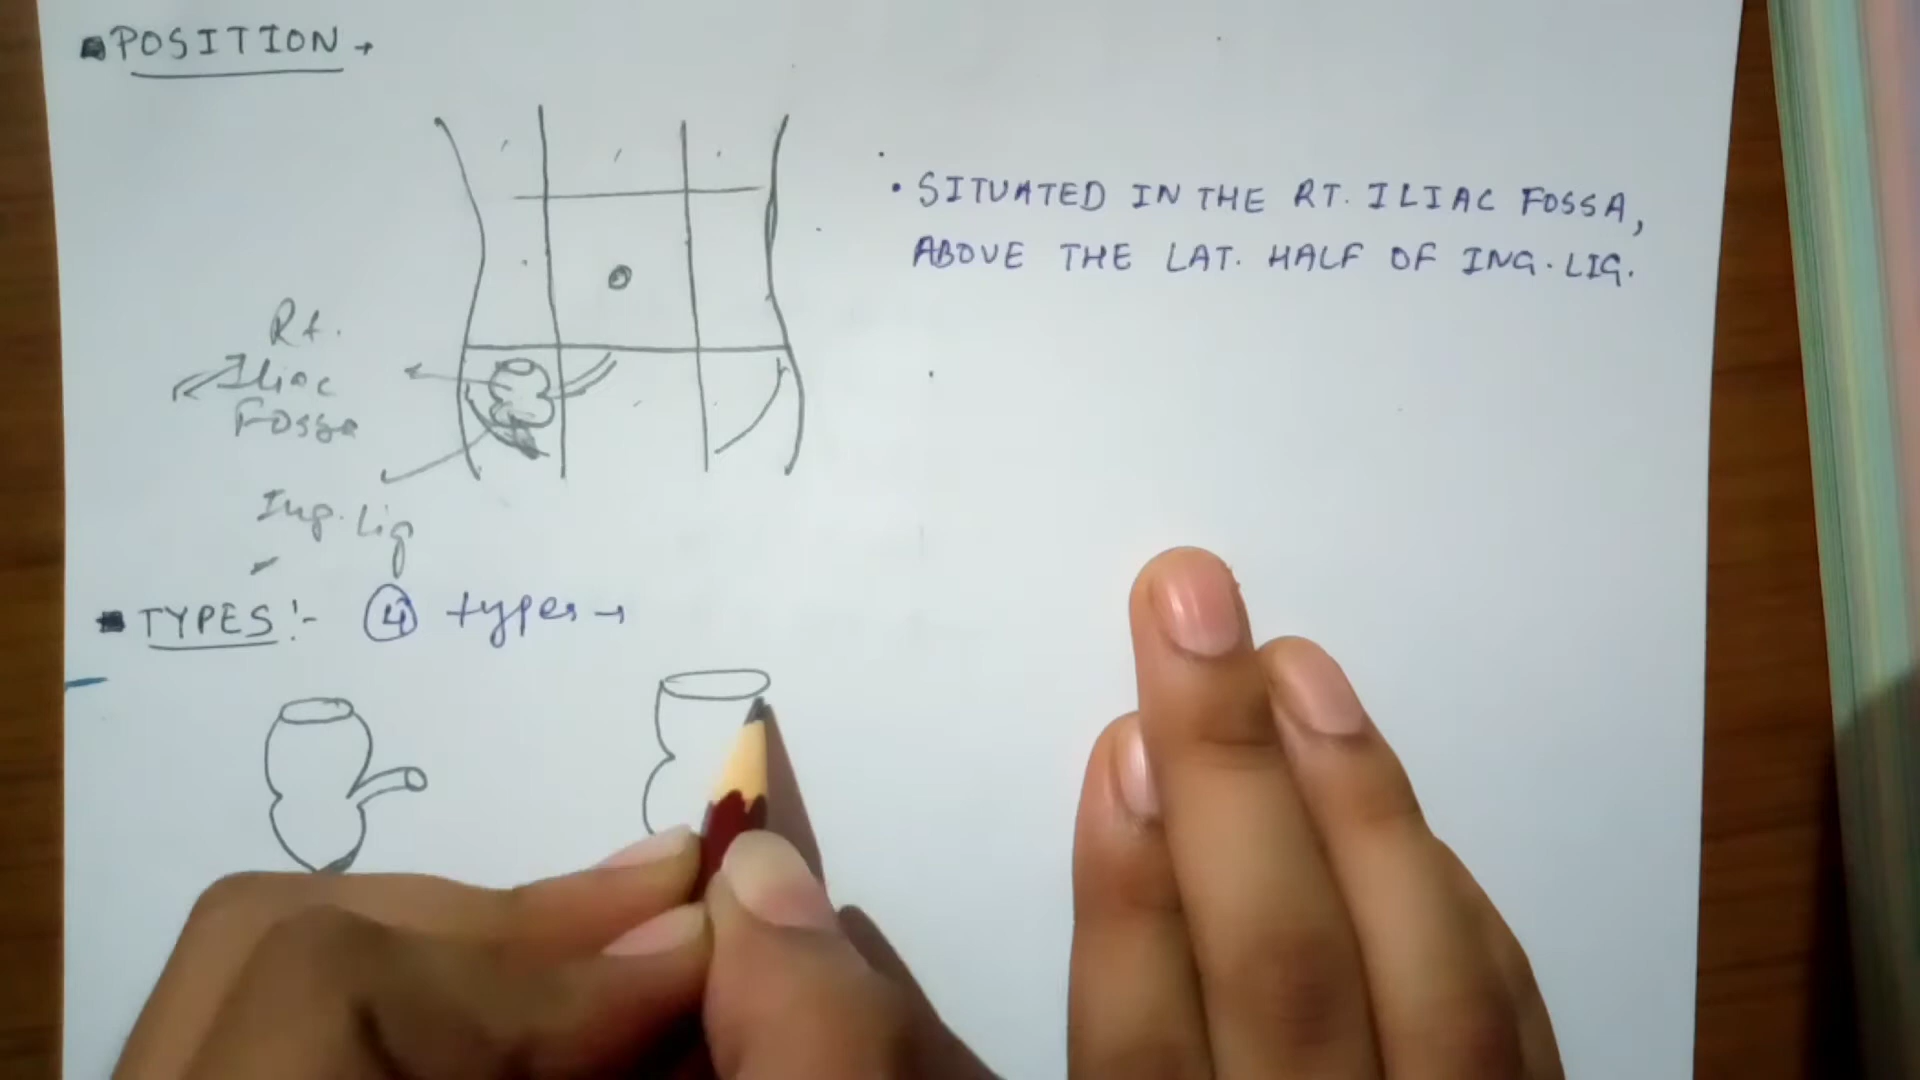 POSITION →
• SITUATED IN THE RT. ILIAC FOSSA,
ABOVE THE LAT. HALF OF ING. LIG.
Rt.
Iliac
Fossa
Ing. Lig
TYPES :- ④ types →